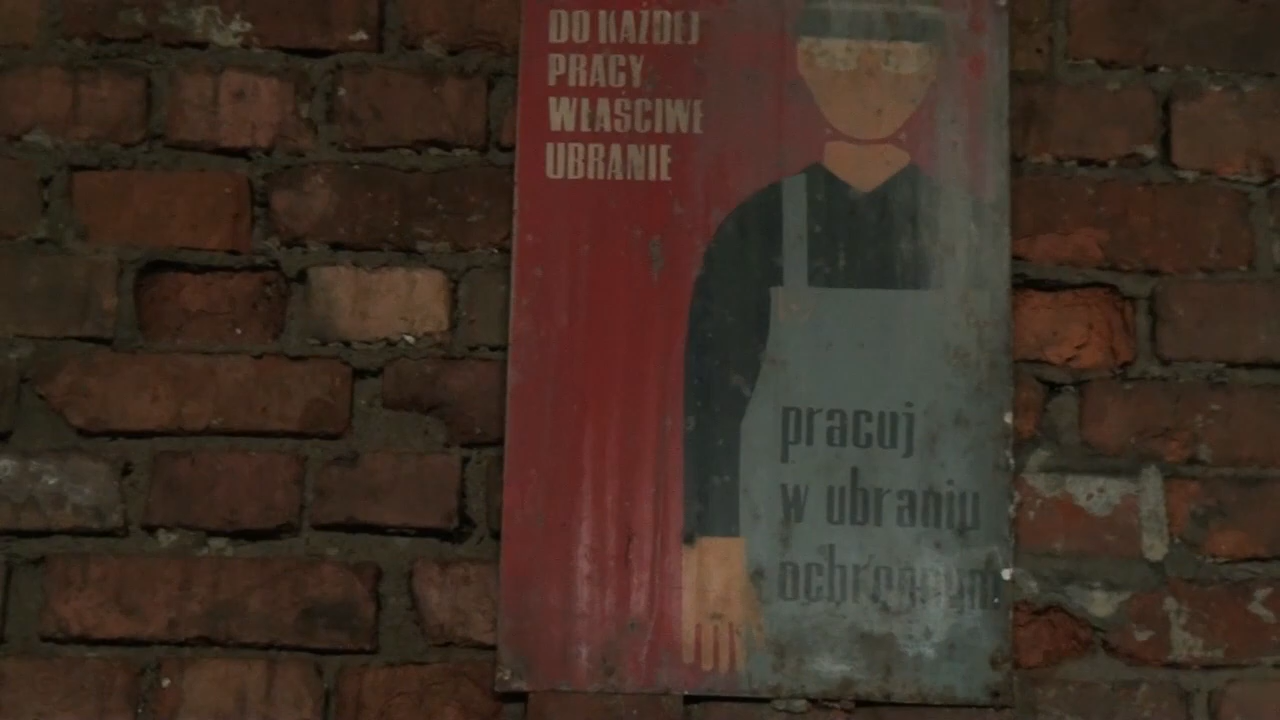 DO KAŻDEJ
PRACY
WŁAŚCIWE
UBRANIE
pracuj
w ubraniu
ochronnym